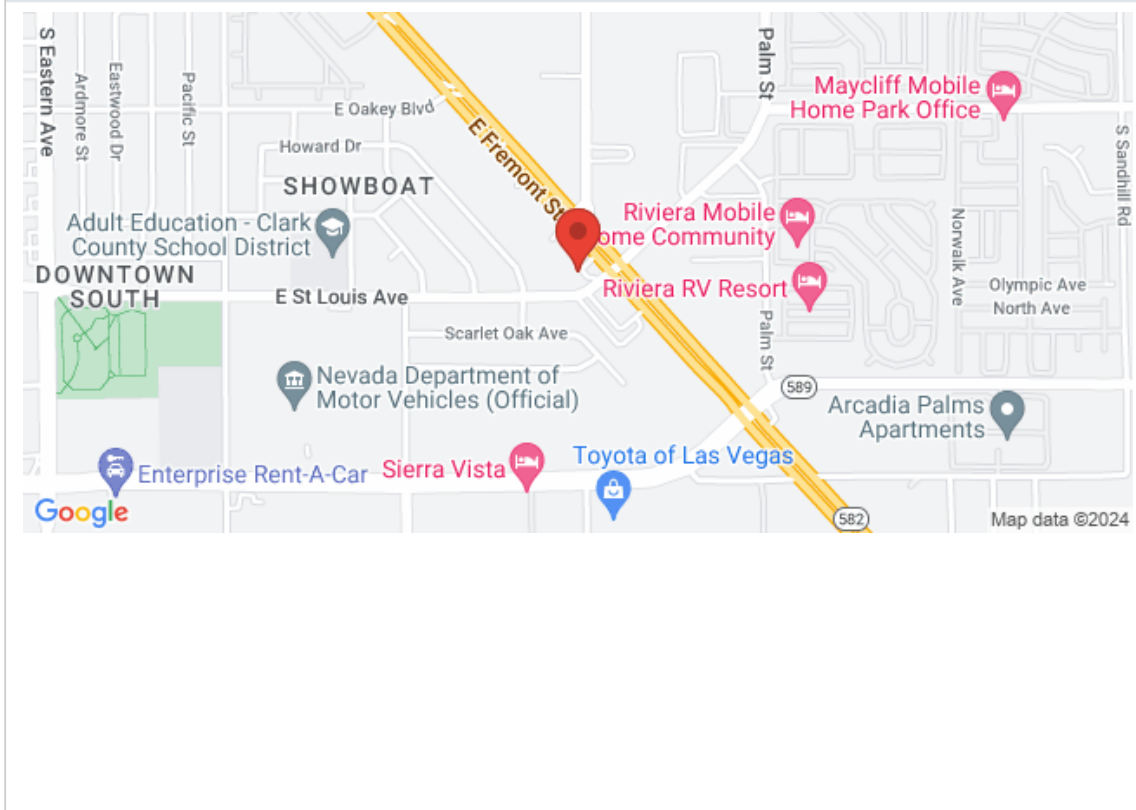 S Eastern Ave
Ardmore St
Eastwood Dr
Pacific St
E Oakey Blvd
Howard Dr
E Fremont St
Palm St
Maycliff Mobile
Home Park Office
S Sandhill Rd
SHOWBOAT
Adult Education - Clark
County School District
Riviera Mobile
ome Community
Norwalk Ave
DOWNTOWN
SOUTH
E St Louis Ave
Riviera RV Resort
Olympic Ave
North Ave
Scarlet Oak Ave
Palm St
Nevada Department of
Motor Vehicles (Official)
589
Arcadia Palms
Apartments
Enterprise Rent-A-Car
Sierra Vista
Toyota of Las Vegas
Google
582
Map data ©2024